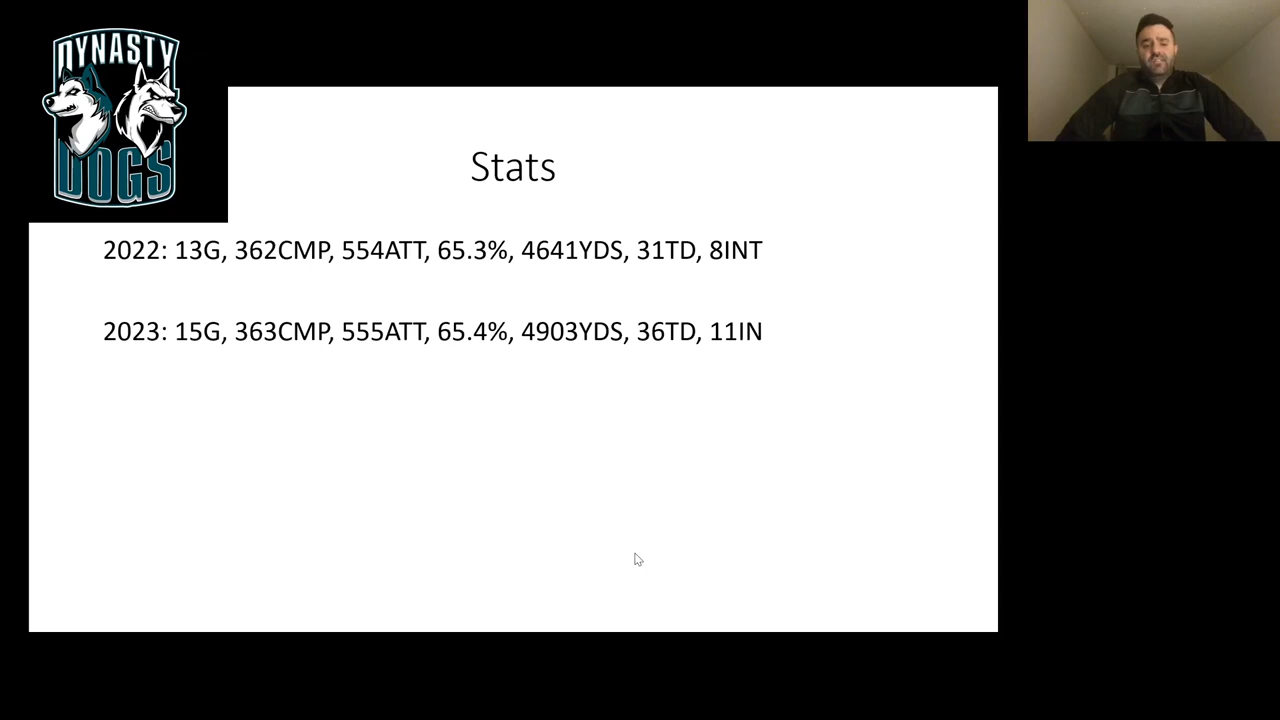 DYNASTY
DOGS
Stats
2022: 13G, 362CMP, 554ATT, 65.3%, 4641YDS, 31TD, 8INT
2023: 15G, 363CMP, 555ATT, 65.4%, 4903YDS, 36TD, 11IN